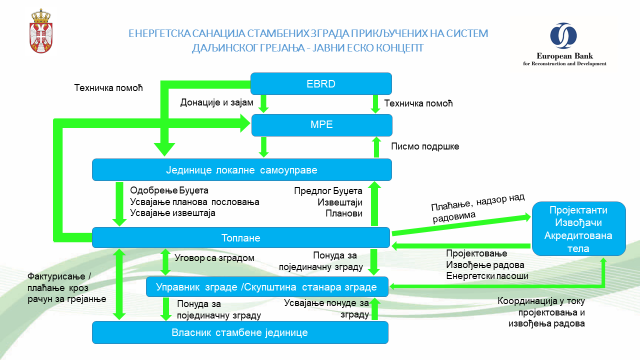 ЕНЕРГЕТСКА САНАЦИЈА СТАМБЕНИХ ЗГРАДА ПРИКЉУЧЕНИХ НА СИСТЕМ
ДАЉИНСКОГ ГРЕЈАЊА - ЈАВНИ ЕСКО КОНЦЕПТ
European Bank
for Reconstruction and Development
EBRD
Техничка помоћ
Донације и зајам
Техничка помоћ
МРЕ
Писмо подршке
Јединице локалне самоуправе
Одобрење Буџета
Усвајање планова пословања
Усвајање извештаја
Предлог Буџета
Извештаји
Планови
Плаћање, надзор над
радовима
Пројектанти
Извођачи
Акредитована
тела
Топлане
Уговор са зградом
Понуда за
појединачну зграду
Пројектовање
Извођење радова
Енергетски пасоши
Фактурисање /
плаћање кроз
рачун за грејање
Управник зграде /Скупштина станара зграде
Понуда за
појединачну зграду
Усвајање понуде за
зграду
Координација у току
пројектовања и
извођења радова
Власник стамбене јединице